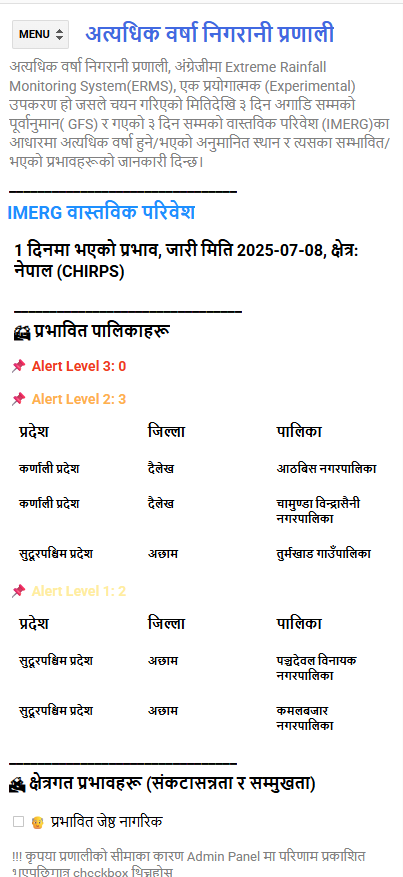 MENU अत्यधिक वर्षा निगरानी प्रणाली
अत्यधिक वर्षा निगरानी प्रणाली, अंग्रेजीमा Extreme Rainfall
Monitoring System(ERMS), एक प्रयोगात्मक (Experimental)
उपकरण हो जसले चयन गरिएको मितिदेखि ३ दिन अगाडि सम्मको
पूर्वानुमान( GFS) र गएको ३ दिन सम्मको वास्तविक परिवेश (IMERG)का
आधारमा अत्यधिक वर्षा हुने/भएको अनुमानित स्थान र त्यसका सम्भावित/
भएको प्रभावहरूको जानकारी दिन्छ।
IMERG वास्तविक परिवेश
1 दिनमा भएको प्रभाव, जारी मिति 2025-07-08, क्षेत्र:
नेपाल (CHIRPS)
प्रभावित पालिकाहरू
Alert Level 3: 0
Alert Level 2: 3
प्रदेश जिल्ला पालिका
कर्णाली प्रदेश दैलेख आठबिस नगरपालिका
कर्णाली प्रदेश दैलेख चामुण्डा विन्द्रासैनी
नगरपालिका
सुदूरपश्चिम प्रदेश अछाम तुर्मखाड गाउँपालिका
Alert Level 1: 2
प्रदेश जिल्ला पालिका
सुदूरपश्चिम प्रदेश अछाम पञ्चदेवल विनायक
नगरपालिका
सुदूरपश्चिम प्रदेश अछाम कमलबजार
नगरपालिका
क्षेत्रगत प्रभावहरू (संकटासन्नता र सम्मुखता)
प्रभावित जेष्ठ नागरिक
!!! कृपया प्रणालीको सीमाका कारण Admin Panel मा परिणाम प्रकाशित
भएपछिमात्र checkbox थिच्नुहोस